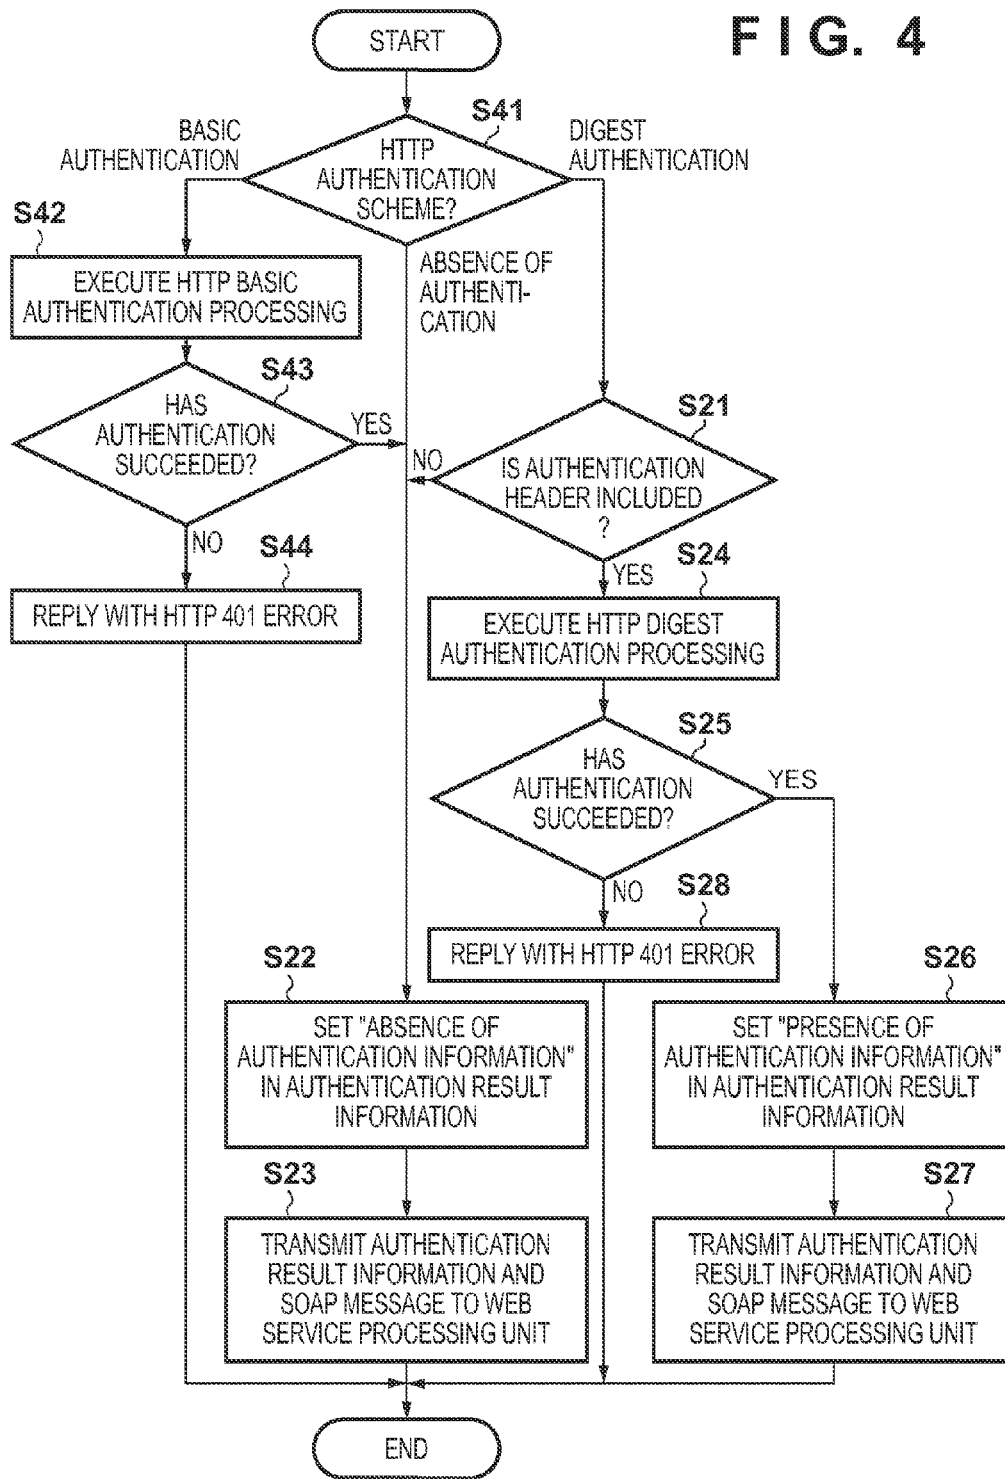 FIG. 4
START
S41
BASIC
AUTHENTICATION
HTTP
AUTHENTICATION
SCHEME?
DIGEST
AUTHENTICATION
S42
EXECUTE HTTP BASIC
AUTHENTICATION PROCESSING
ABSENCE OF
AUTHENTI-
CATION
S43
HAS
AUTHENTICATION
SUCCEEDED?
YES
NO
S21
IS AUTHENTICATION
HEADER INCLUDED
?
NO
YES
S44
REPLY WITH HTTP 401 ERROR
S24
EXECUTE HTTP DIGEST
AUTHENTICATION PROCESSING
S25
HAS
AUTHENTICATION
SUCCEEDED?
YES
NO
S28
REPLY WITH HTTP 401 ERROR
S22
SET "ABSENCE OF
AUTHENTICATION INFORMATION"
IN AUTHENTICATION RESULT
INFORMATION
S26
SET "PRESENCE OF
AUTHENTICATION INFORMATION"
IN AUTHENTICATION RESULT
INFORMATION
S23
TRANSMIT AUTHENTICATION
RESULT INFORMATION AND
SOAP MESSAGE TO WEB
SERVICE PROCESSING UNIT
S27
TRANSMIT AUTHENTICATION
RESULT INFORMATION AND
SOAP MESSAGE TO WEB
SERVICE PROCESSING UNIT
END